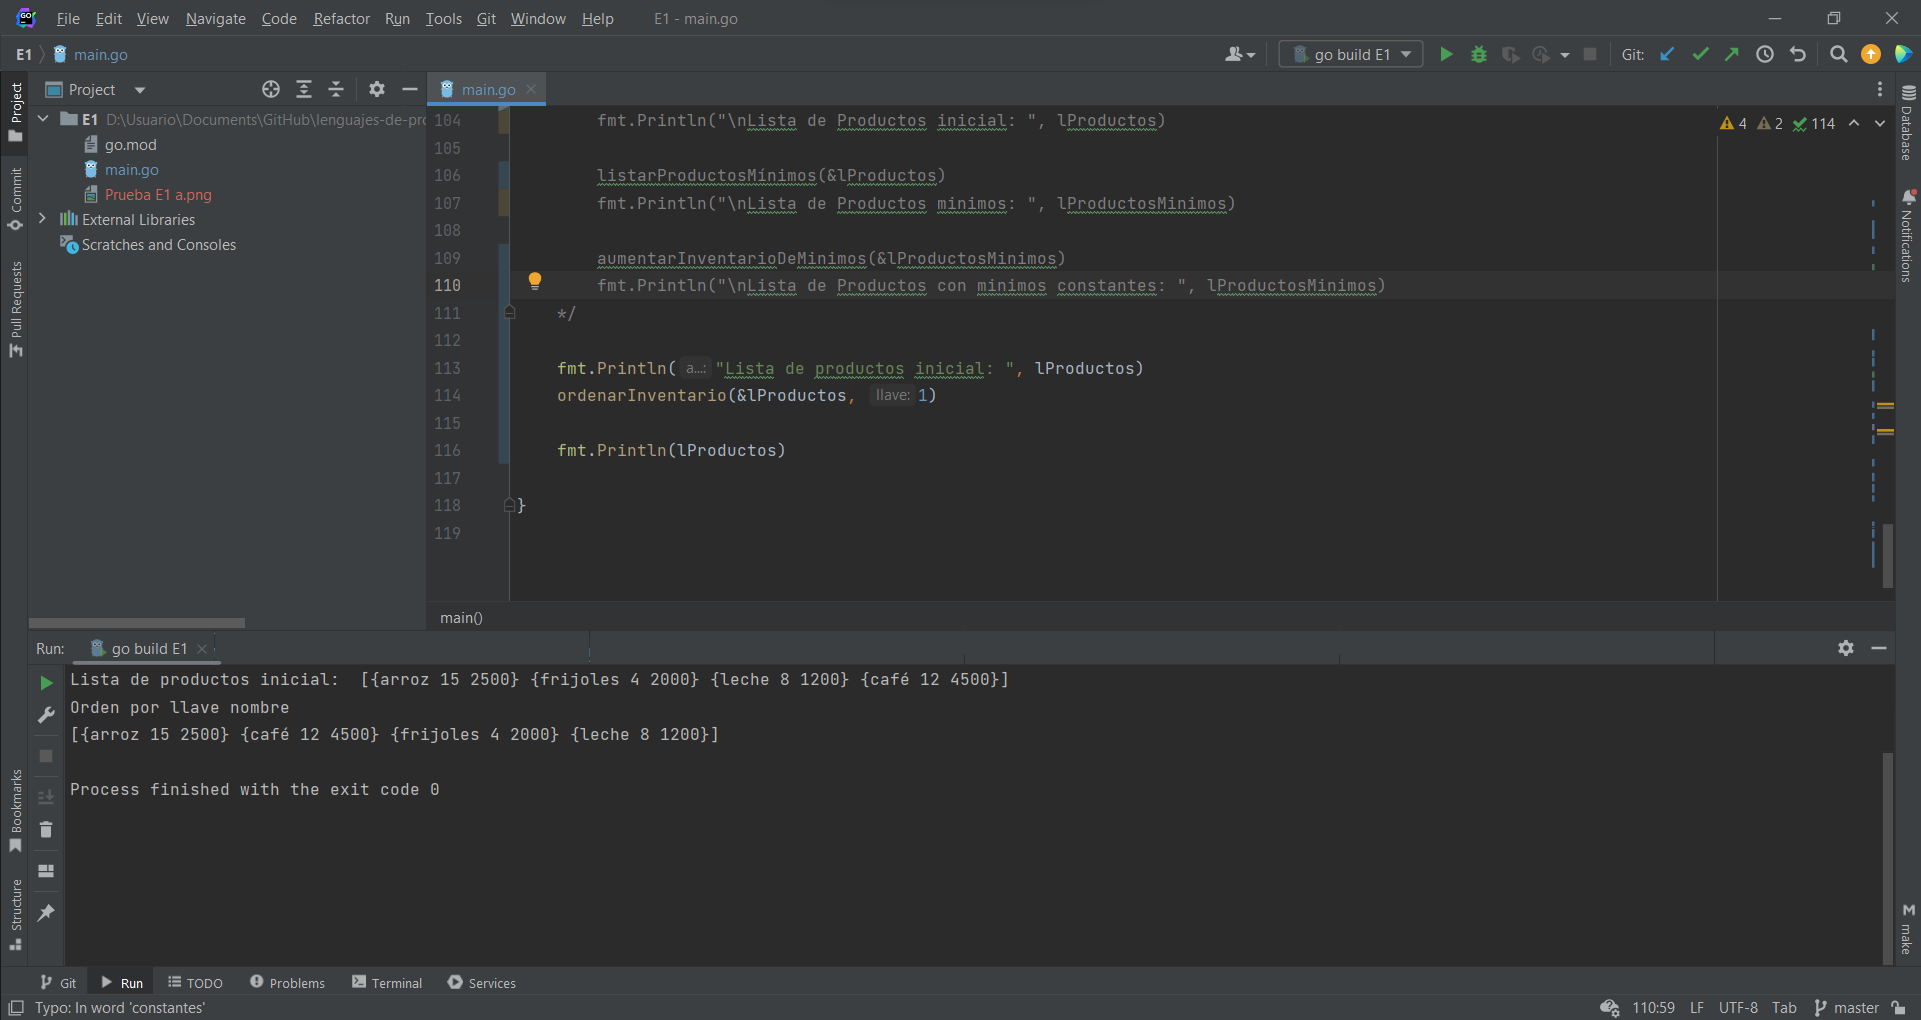 GO File Edit View Navigate Code Refactor Run Tools Git Window Help E1 - main.go
E1 main.go go build E1 Git:
Project main.go
E1 D:\Usuario\Documents\GitHub\lenguajes-de-pro
go.mod
main.go
Prueba E1 a.png
External Libraries
Scratches and Consoles
Project
Commit
Pull Requests
Bookmarks
Structure
4 2 114
104 fmt.Println("\nLista de Productos inicial: ", lProductos)
105
106 listarProductosMínimos(&lProductos)
107 fmt.Println("\nLista de Productos minimos: ", lProductosMinimos)
108
109 aumentarInventarioDeMinimos(&lProductosMinimos)
110 fmt.Println("\nLista de Productos con minimos constantes: ", lProductosMinimos)
111 */
112
113 fmt.Println( a...: "Lista de productos inicial: ", lProductos)
114 ordenarInventario(&lProductos, llave: 1)
115
116 fmt.Println(lProductos)
117
118 }
119
main()
Database
Notifications
make
Run: go build E1
Lista de productos inicial:  [{arroz 15 2500} {frijoles 4 2000} {leche 8 1200} {café 12 4500}]
Orden por llave nombre
[{arroz 15 2500} {café 12 4500} {frijoles 4 2000} {leche 8 1200}]
Process finished with the exit code 0
Git Run TODO Problems Terminal Services
Typo: In word 'constantes' 110:59 LF UTF-8 Tab master